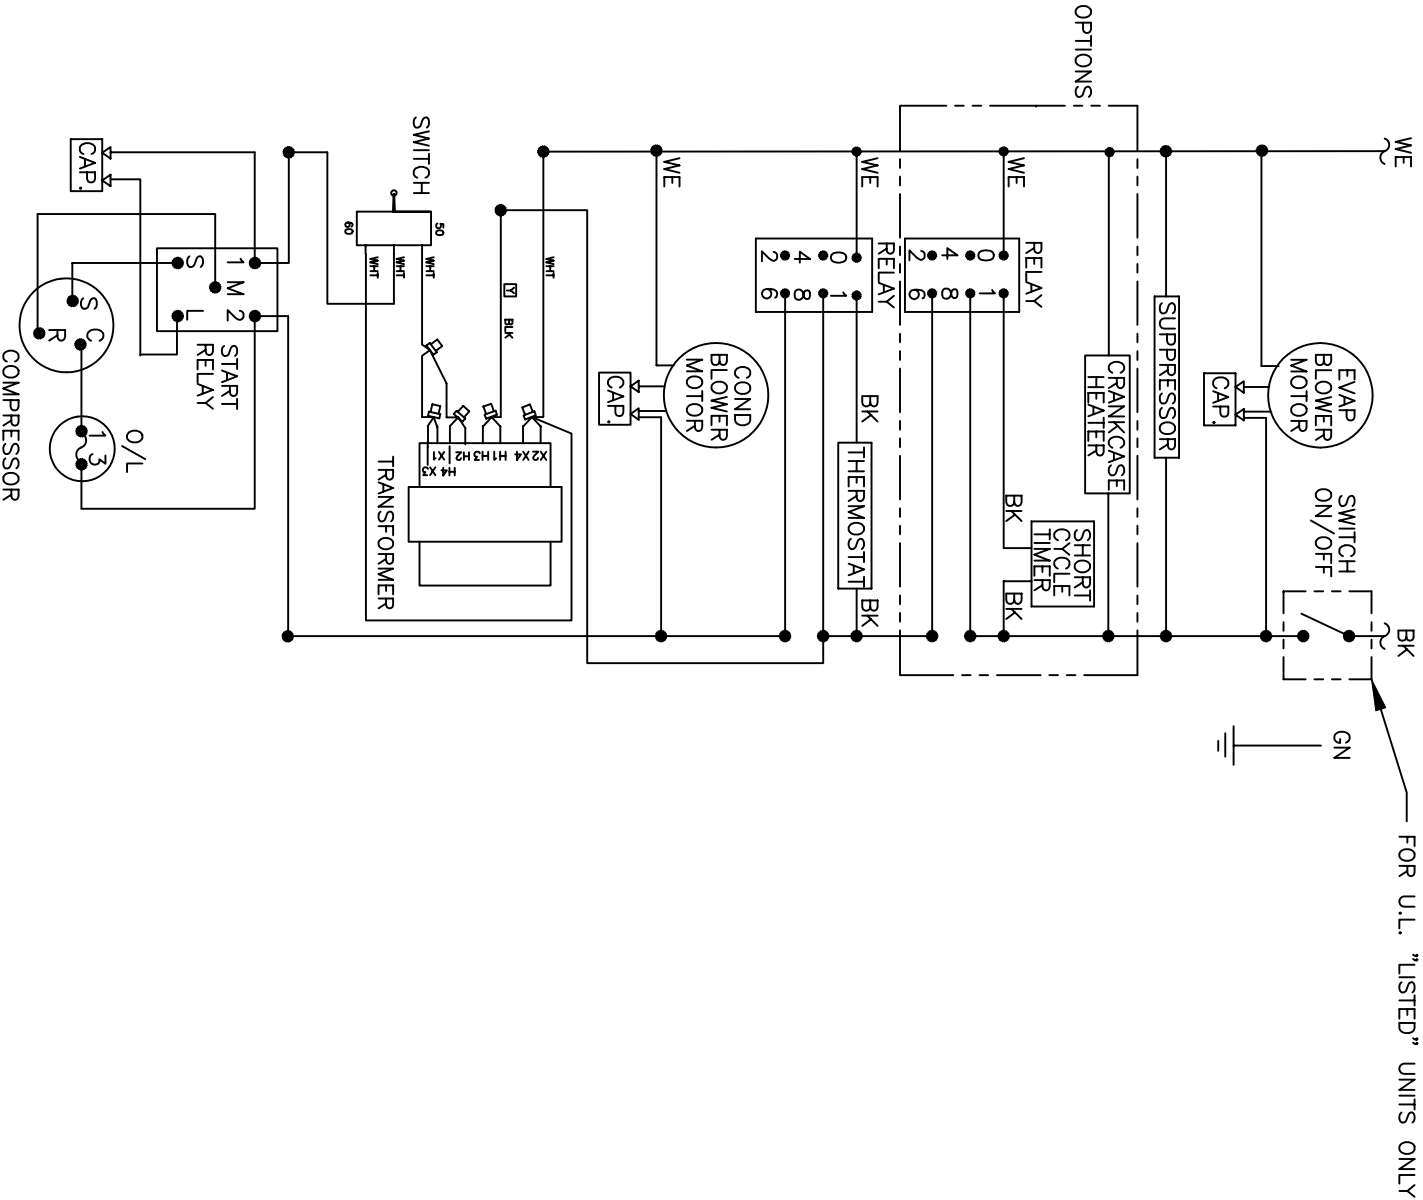 WE
BK
GN
FOR U.L. "LISTED" UNITS ONLY
SWITCH
ON/OFF
EVAP
BLOWER
MOTOR
CAP.
SUPPRESSOR
OPTIONS
CRANKCASE
HEATER
SHORT
CYCLE
TIMER
WE
BK
BK
RELAY
0 1
4 8
2 6
WE
RELAY
0 1
4 8
2 6
BK
THERMOSTAT
BK
WE
COND
BLOWER
MOTOR
CAP.
WHT
Y
BLK
SWITCH
50
60
WHT
WHT
WHT
X2 X4 H1 H3 H2 X1
H4 X3
TRANSFORMER
CAP.
1 M 2
S L
START
RELAY
S C
R
COMPRESSOR
O/L
1 3